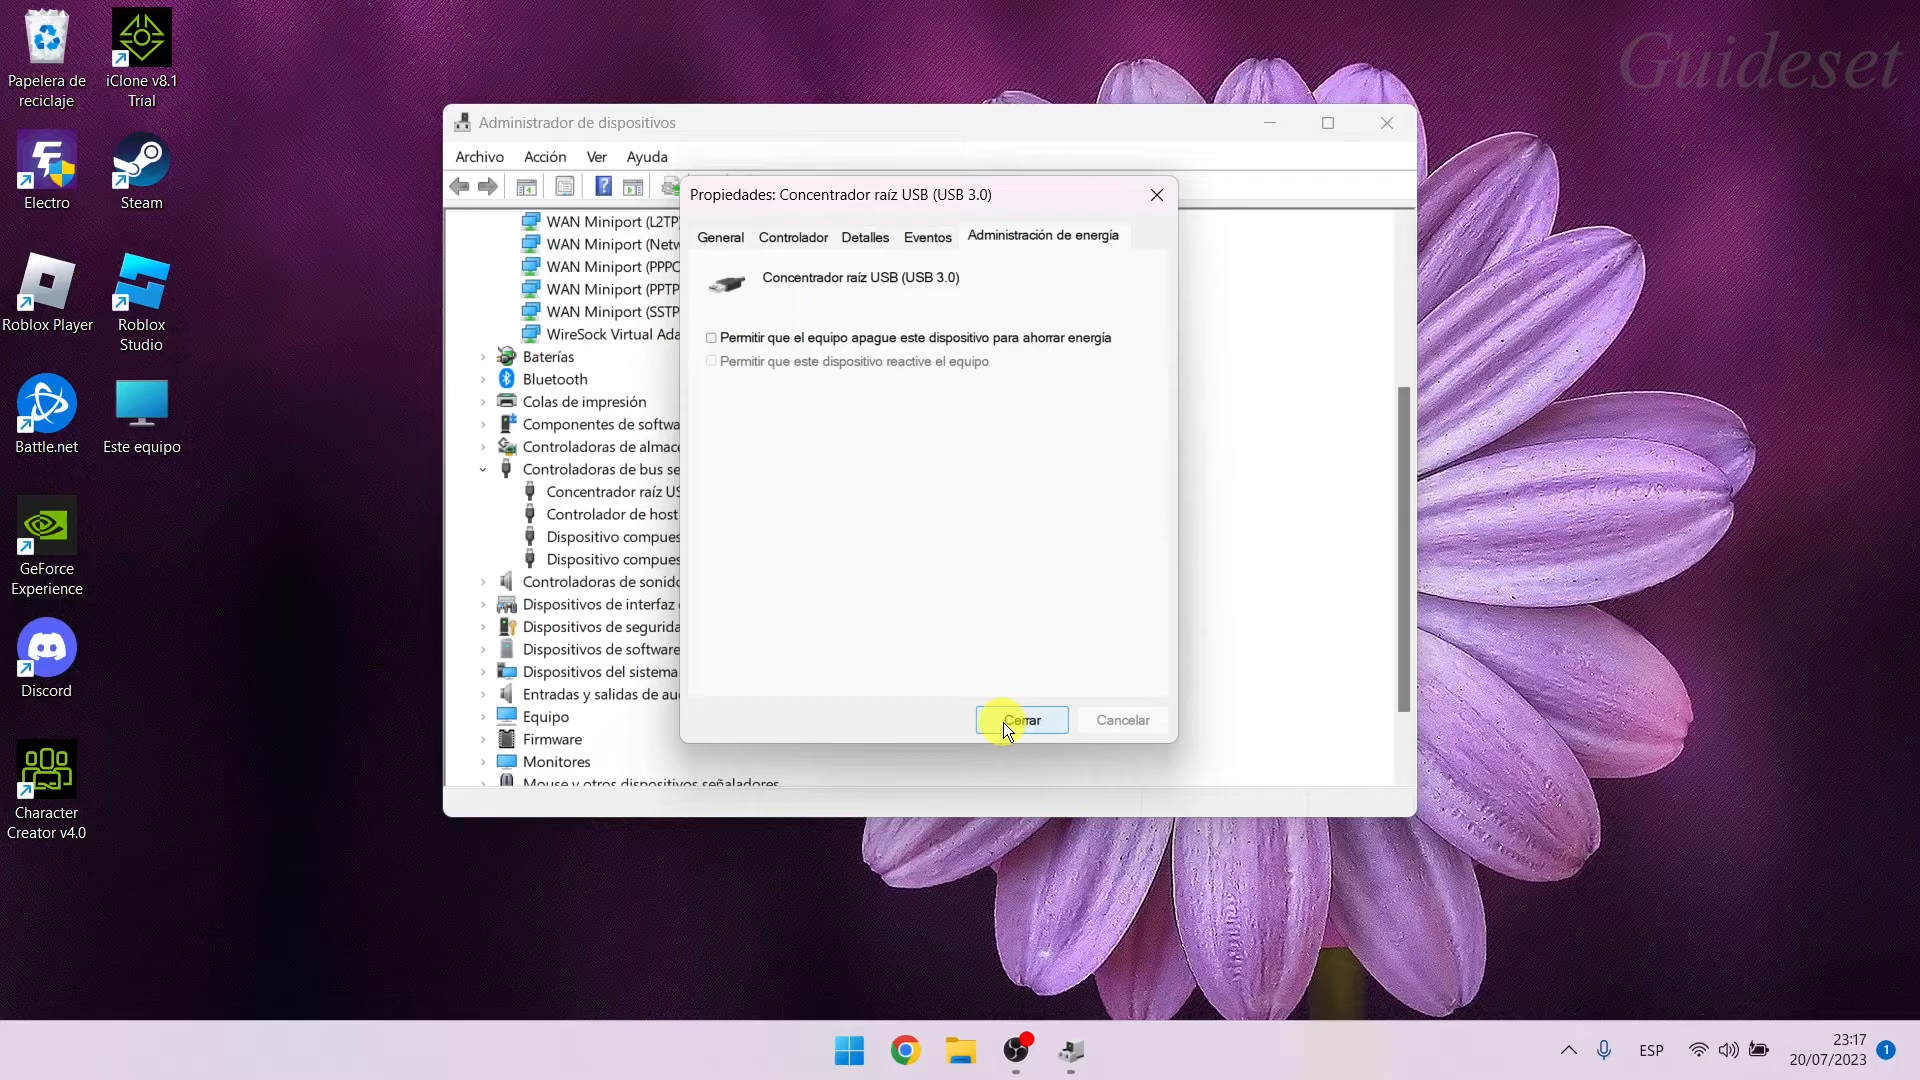 Guideset
Papelera de
reciclaje
iClone v8.1
Trial
Electro
Steam
Roblox Player
Roblox
Studio
Battle.net
Este equipo
GeForce
Experience
Discord
Character
Creator v4.0
Administrador de dispositivos
Archivo Acción Ver Ayuda
WAN Miniport (L2TP
WAN Miniport (Netw
WAN Miniport (PPPO
WAN Miniport (PPTP
WAN Miniport (SSTP
WireSock Virtual Ada
Baterías
Bluetooth
Colas de impresión
Componentes de softwa
Controladoras de almace
Controladoras de bus se
Concentrador raíz US
Controlador de host
Dispositivo compues
Dispositivo compues
Controladoras de sonido
Dispositivos de interfaz
Dispositivos de segurida
Dispositivos de software
Dispositivos del sistema
Entradas y salidas de au
Equipo
Firmware
Monitores
Mouse y otros dispositivos señaladores
Propiedades: Concentrador raíz USB (USB 3.0)
General Controlador Detalles Eventos Administración de energía
Concentrador raíz USB (USB 3.0)
Permitir que el equipo apague este dispositivo para ahorrar energía
Permitir que este dispositivo reactive el equipo
Cerrar Cancelar
ESP
23:17
20/07/2023
1